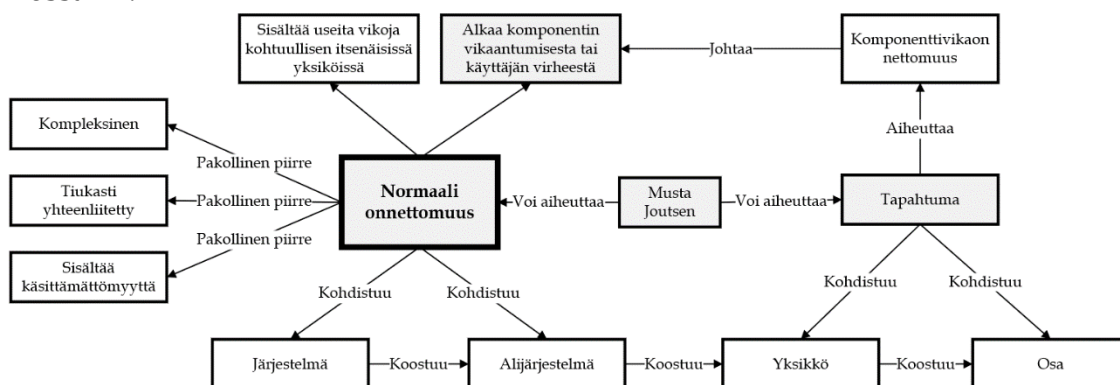 Sisältää useita vikoja
kohtuullisen itsenäisissä
yksiköissä
Alkaa komponentin
vikaantumisesta tai
käyttäjän virheestä
Johtaa
Komponenttivikaon
nettomuus
Kompleksinen
Pakollinen piirre
Aiheuttaa
Tiukasti
yhteenliitetty
Pakollinen piirre
Normaali
onnettomuus
Voi aiheuttaa
Musta
Joutsen
Voi aiheuttaa
Tapahtuma
Pakollinen piirre
Sisältää
käsittämättömyyttä
Kohdistuu
Kohdistuu
Kohdistuu
Kohdistuu
Järjestelmä
Koostuu
Alijärjestelmä
Koostuu
Yksikkö
Koostuu
Osa